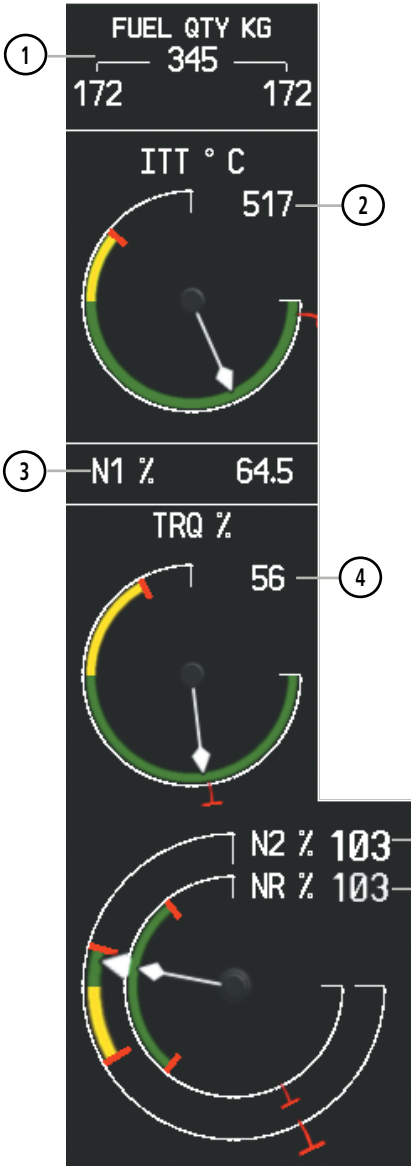 FUEL QTY KG
1
345
172 172
ITT ° C
517 2
3 N1 % 64.5
TRQ %
56 4
N2 % 103
NR % 103